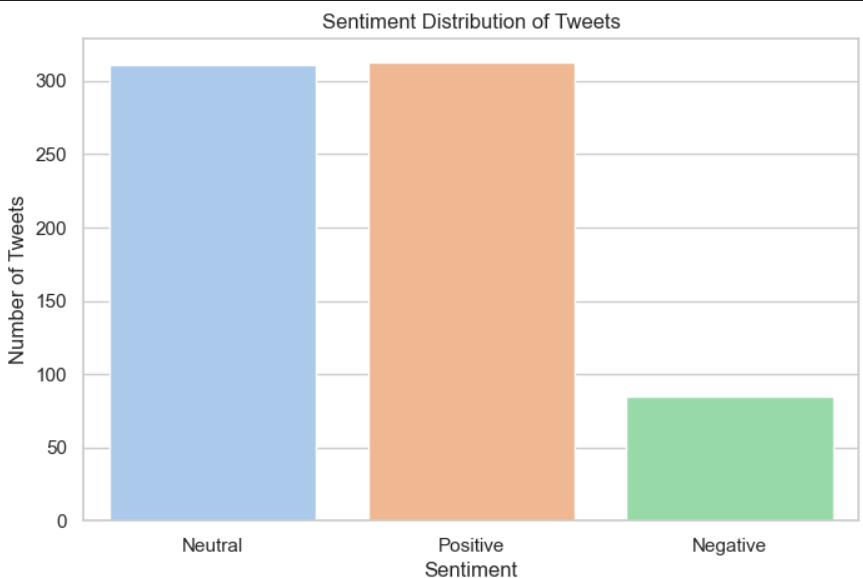 Sentiment Distribution of Tweets
Number of Tweets
300
250
200
150
100
50
0
Neutral Positive Negative
Sentiment